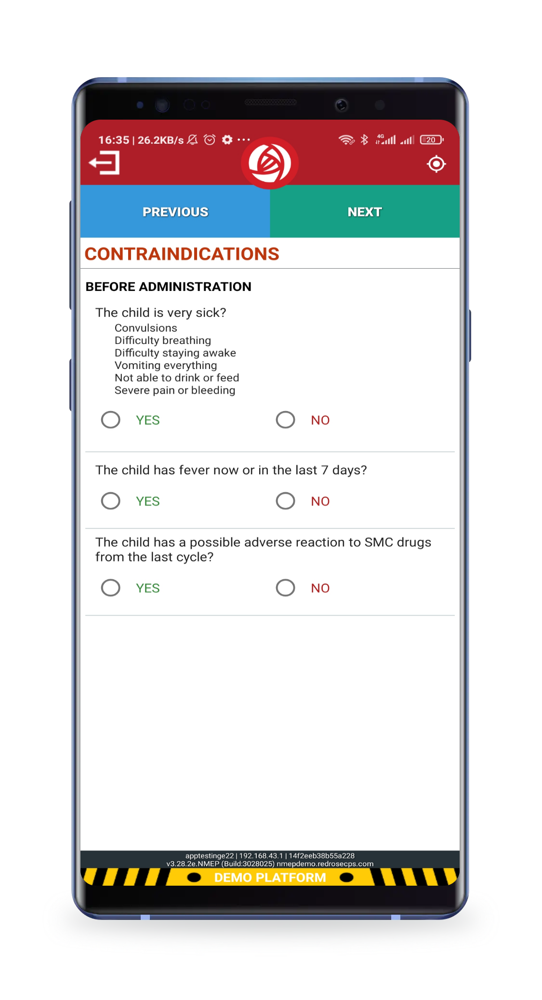 16:35 | 26.2KB/s ...
4G
20
PREVIOUS
NEXT
CONTRAINDICATIONS
BEFORE ADMINISTRATION
The child is very sick?
Convulsions
Difficulty breathing
Difficulty staying awake
Vomiting everything
Not able to drink or feed
Severe pain or bleeding
YES
NO
The child has fever now or in the last 7 days?
YES
NO
The child has a possible adverse reaction to SMC drugs
from the last cycle?
YES
NO
apptestinge22 | 192.168.43.1 | 14f2eeb38b55a228
v3.28.2e.NMEP (Build:3028025) nmepdemo.redrosecps.com
DEMO PLATFORM